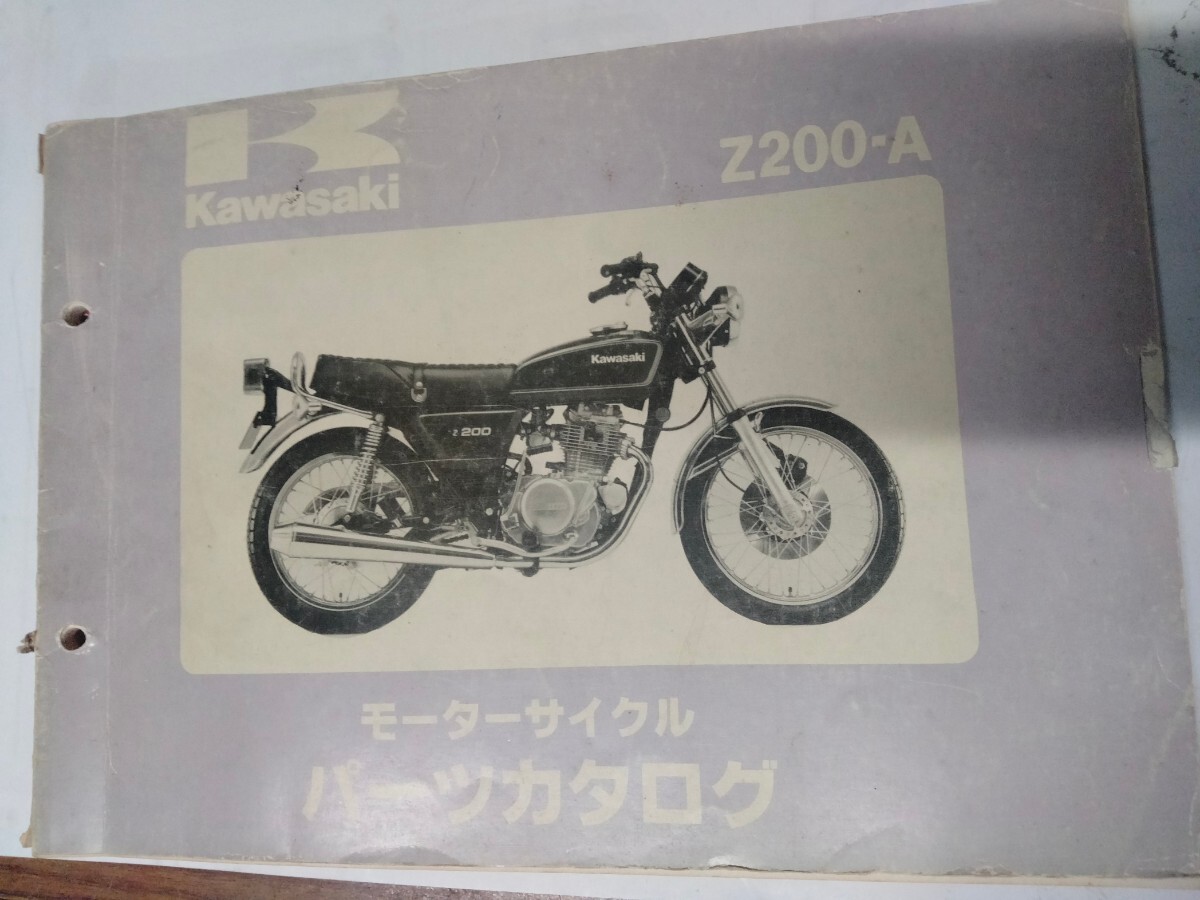 Kawasaki
Z200-A
Kawasaki
z200
モーターサイクル
パーツカタログ